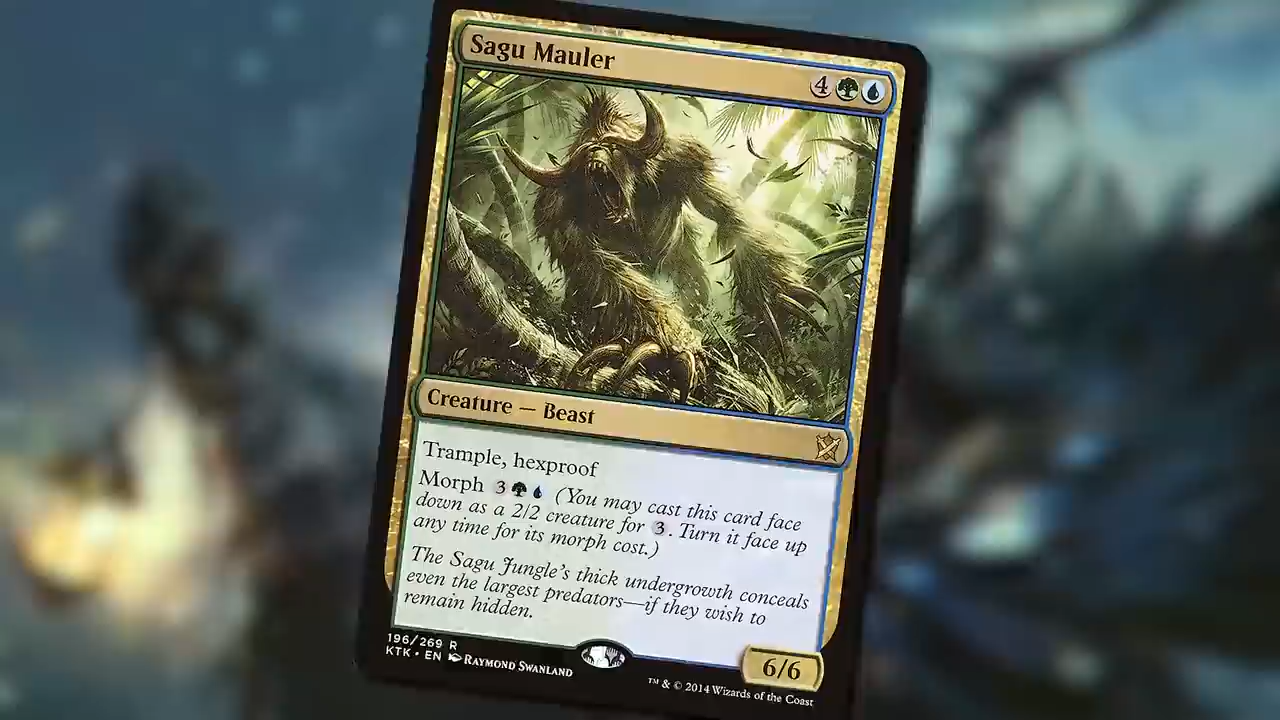 Sagu Mauler
4
Creature — Beast
Trample, hexproof
Morph 3 (You may cast this card face
down as a 2/2 creature for 3. Turn it face up
any time for its morph cost.)
The Sagu Jungle's thick undergrowth conceals
even the largest predators—if they wish to
remain hidden.
6/6
196/269 R
KTK • EN Raymond Swanland
™ & © 2014 Wizards of the Coast